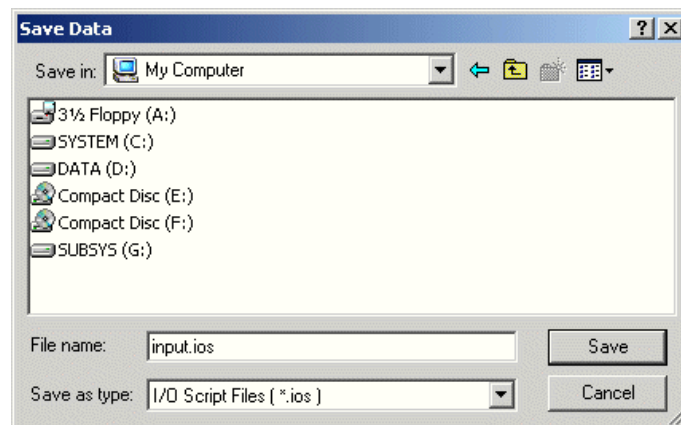 Save Data
Save in: My Computer
3½ Floppy (A:)
SYSTEM (C:)
DATA (D:)
Compact Disc (E:)
Compact Disc (F:)
SUBSYS (G:)
File name: input.ios Save
Save as type: I/O Script Files ( *.ios ) Cancel